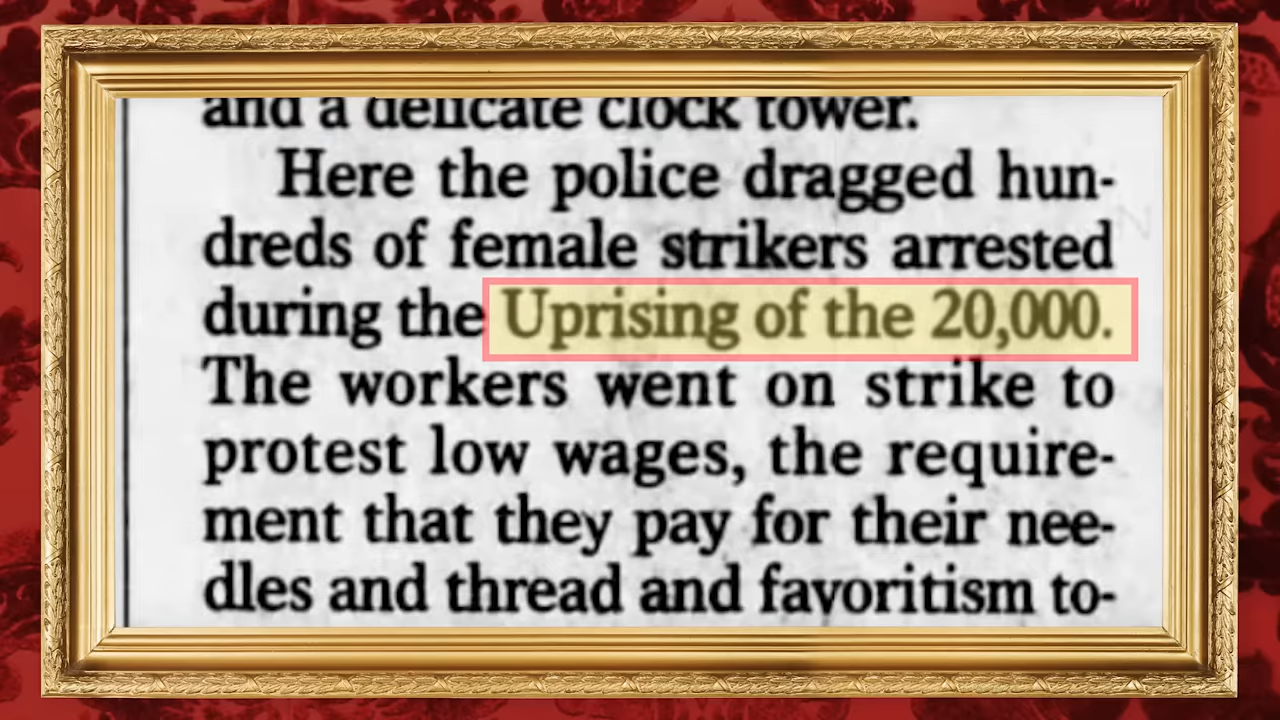 and a delicate clock tower.
Here the police dragged hun-
dreds of female strikers arrested
during the Uprising of the 20,000.
The workers went on strike to
protest low wages, the require-
ment that they pay for their nee-
dles and thread and favoritism to-